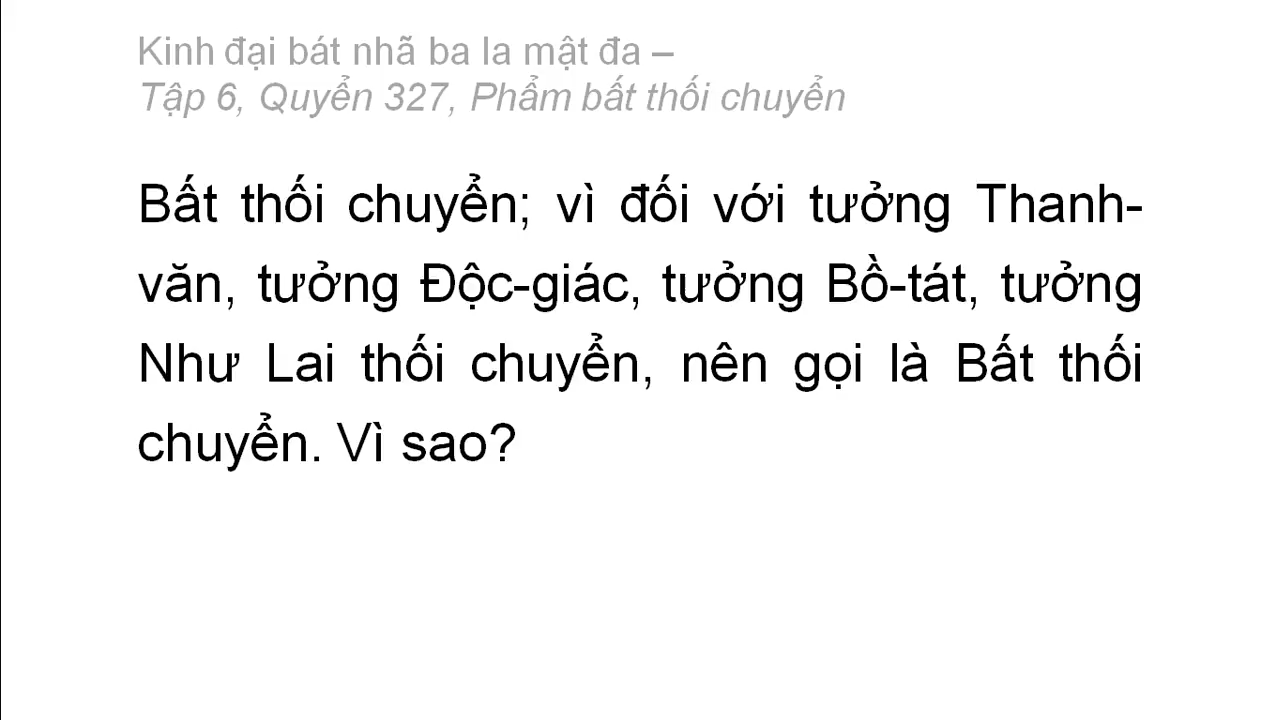 Kinh đại bát nhã ba la mật đa –
Tập 6, Quyển 327, Phẩm bất thối chuyển
Bất thối chuyển; vì đối với tưởng Thanh-
văn, tưởng Độc-giác, tưởng Bồ-tát, tưởng
Như Lai thối chuyển, nên gọi là Bất thối
chuyển. Vì sao?